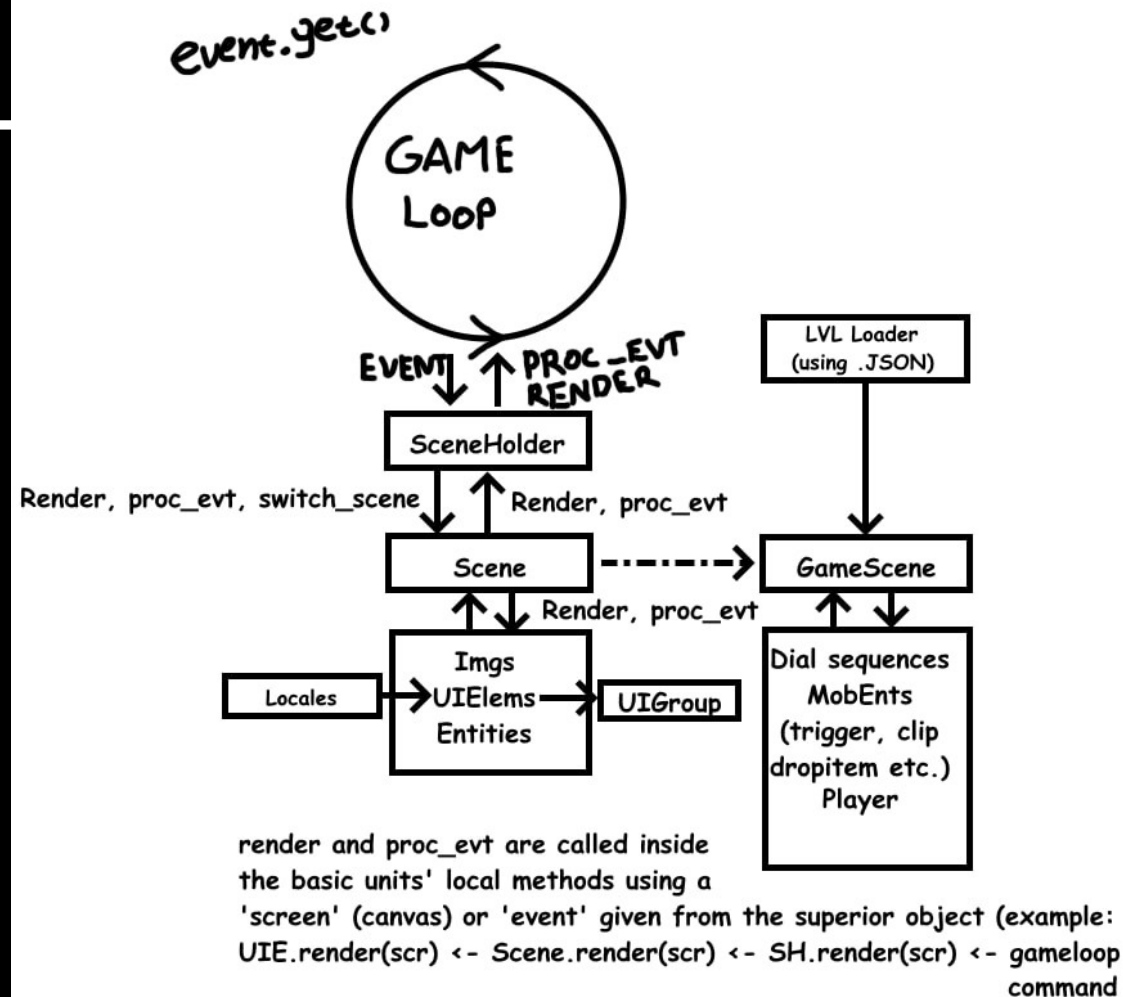 event.get()
GAME
LOOP
EVENT
PROC_EVT
RENDER
LVL Loader
(using .JSON)
SceneHolder
Render, proc_evt, switch_scene
Render, proc_evt
Scene
GameScene
Render, proc_evt
Locales
Imgs
UIElems
Entities
UIGroup
Dial sequences
MobEnts
(trigger, clip
dropitem etc.)
Player
render and proc_evt are called inside
the basic units' local methods using a
'screen' (canvas) or 'event' given from the superior object (example:
UIE.render(scr) <- Scene.render(scr) <- SH.render(scr) <- gameloop
command